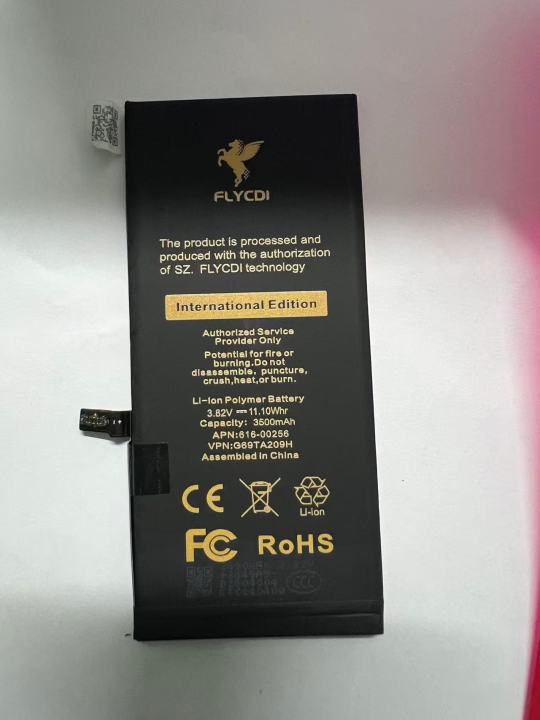 FLYCDI
The product is processed and
produced with the authorization
of SZ. FLYCDI technology
International Edition
Authorized Service
Provider Only
Potential for fire or
burning.Do not
disassemble, puncture,
crush,heat,or burn.
Li-Ion Polymer Battery
3.82V ⎓ 11.10Whr
Capacity: 3500mAh
APN:616-00256
VPN:G69TA209H
Assembled in China
CE
Li-ion
FC RoHS
CCC